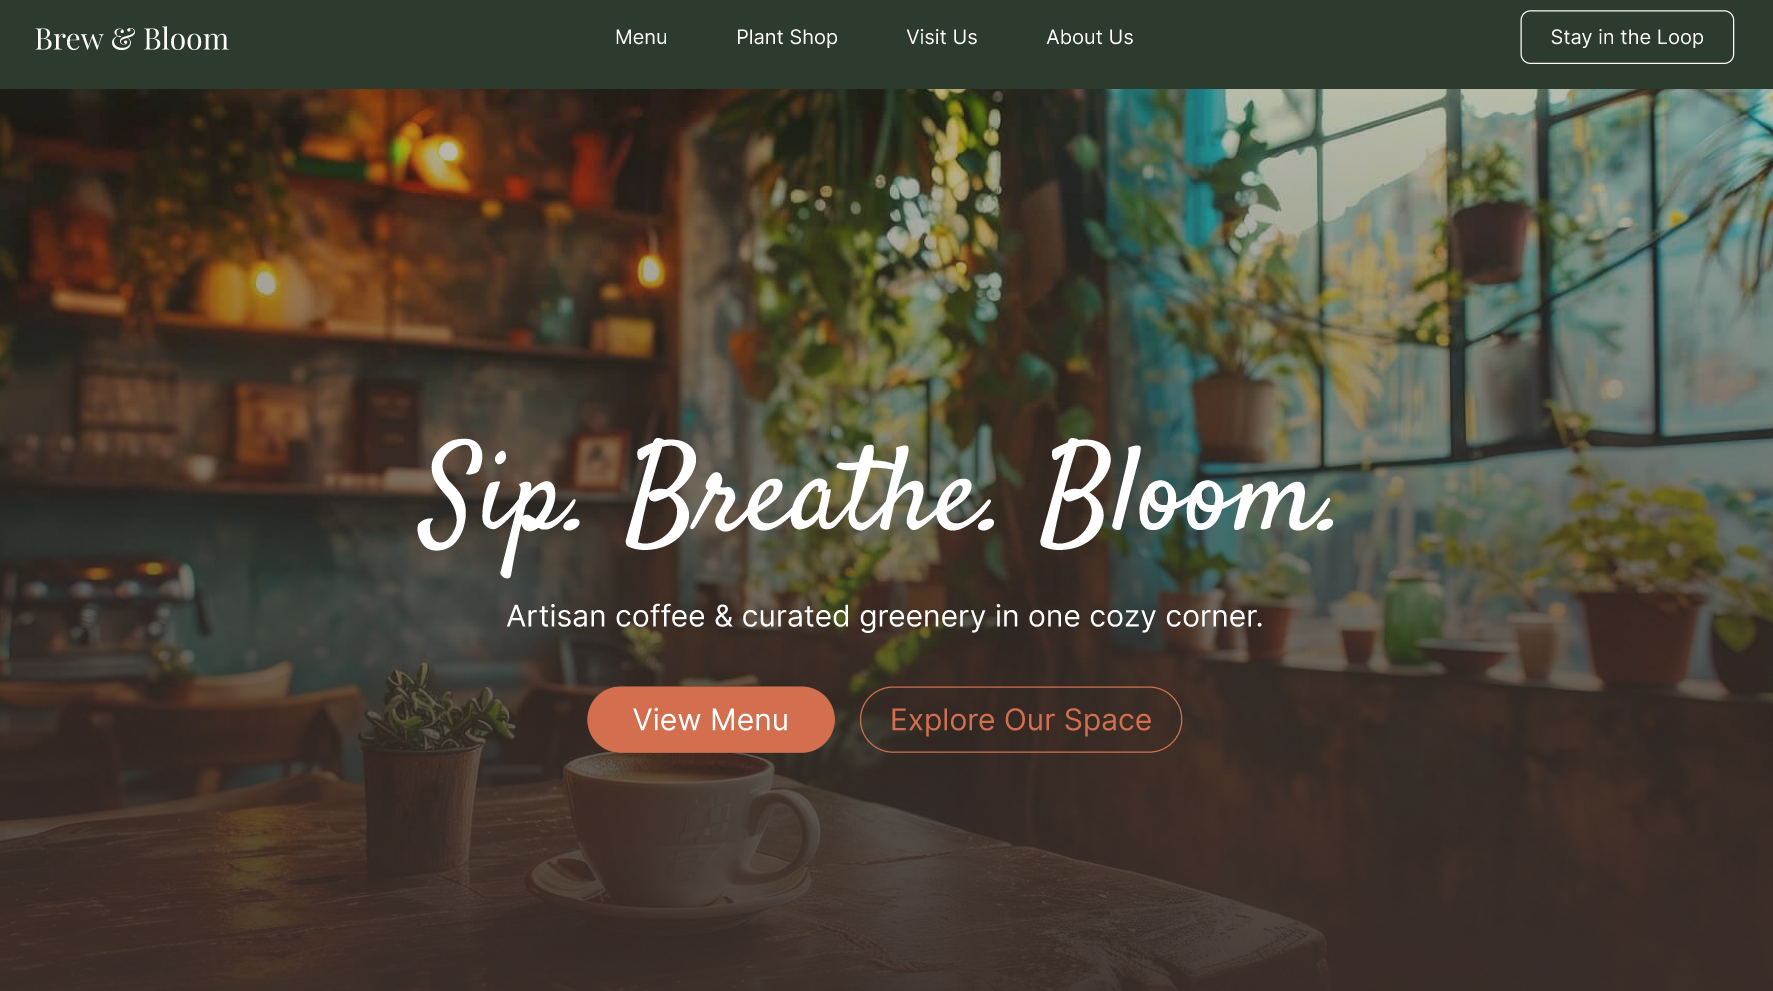 Brew & Bloom
Menu
Plant Shop
Visit Us
About Us
Stay in the Loop
Sip. Breathe. Bloom.
Artisan coffee & curated greenery in one cozy corner.
View Menu
Explore Our Space